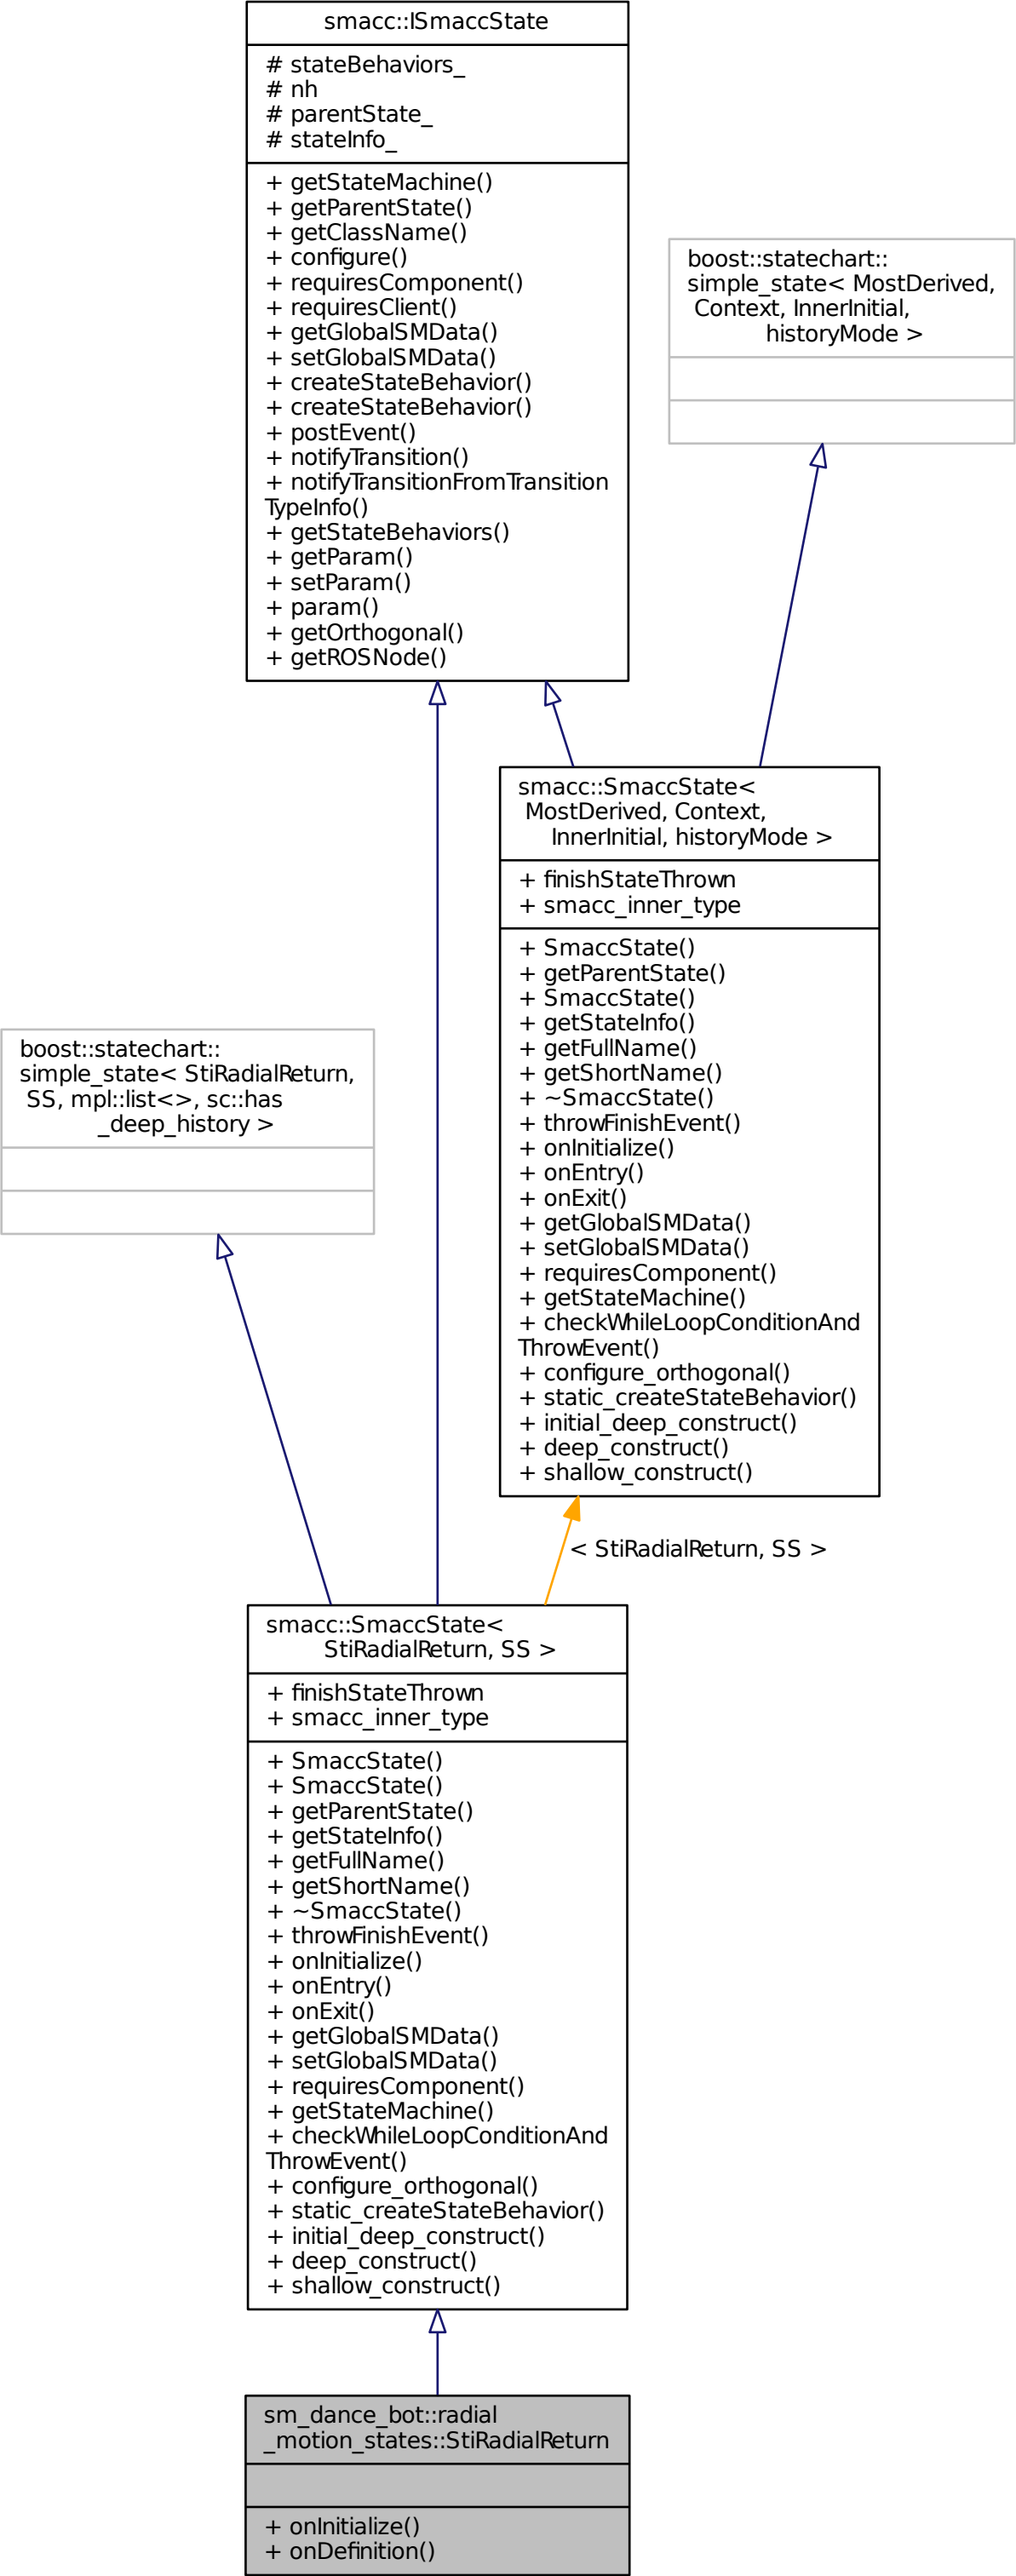 smacc::ISmaccState
# stateBehaviors_
# nh
# parentState_
# stateInfo_
+ getStateMachine()
+ getParentState()
+ getClassName()
+ configure()
+ requiresComponent()
+ requiresClient()
+ getGlobalSMData()
+ setGlobalSMData()
+ createStateBehavior()
+ createStateBehavior()
+ postEvent()
+ notifyTransition()
+ notifyTransitionFromTransition
TypeInfo()
+ getStateBehaviors()
+ getParam()
+ setParam()
+ param()
+ getOrthogonal()
+ getROSNode()
boost::statechart::
simple_state< MostDerived,
Context, InnerInitial,
historyMode >
smacc::SmaccState<
MostDerived, Context,
InnerInitial, historyMode >
+ finishStateThrown
+ smacc_inner_type
+ SmaccState()
+ getParentState()
+ SmaccState()
+ getStateInfo()
+ getFullName()
+ getShortName()
+ ~SmaccState()
+ throwFinishEvent()
+ onInitialize()
+ onEntry()
+ onExit()
+ getGlobalSMData()
+ setGlobalSMData()
+ requiresComponent()
+ getStateMachine()
+ checkWhileLoopConditionAnd
ThrowEvent()
+ configure_orthogonal()
+ static_createStateBehavior()
+ initial_deep_construct()
+ deep_construct()
+ shallow_construct()
boost::statechart::
simple_state< StiRadialReturn,
SS, mpl::list<>, sc::has
_deep_history >
< StiRadialReturn, SS >
smacc::SmaccState<
StiRadialReturn, SS >
+ finishStateThrown
+ smacc_inner_type
+ SmaccState()
+ SmaccState()
+ getParentState()
+ getStateInfo()
+ getFullName()
+ getShortName()
+ ~SmaccState()
+ throwFinishEvent()
+ onInitialize()
+ onEntry()
+ onExit()
+ getGlobalSMData()
+ setGlobalSMData()
+ requiresComponent()
+ getStateMachine()
+ checkWhileLoopConditionAnd
ThrowEvent()
+ configure_orthogonal()
+ static_createStateBehavior()
+ initial_deep_construct()
+ deep_construct()
+ shallow_construct()
sm_dance_bot::radial
_motion_states::StiRadialReturn
+ onInitialize()
+ onDefinition()